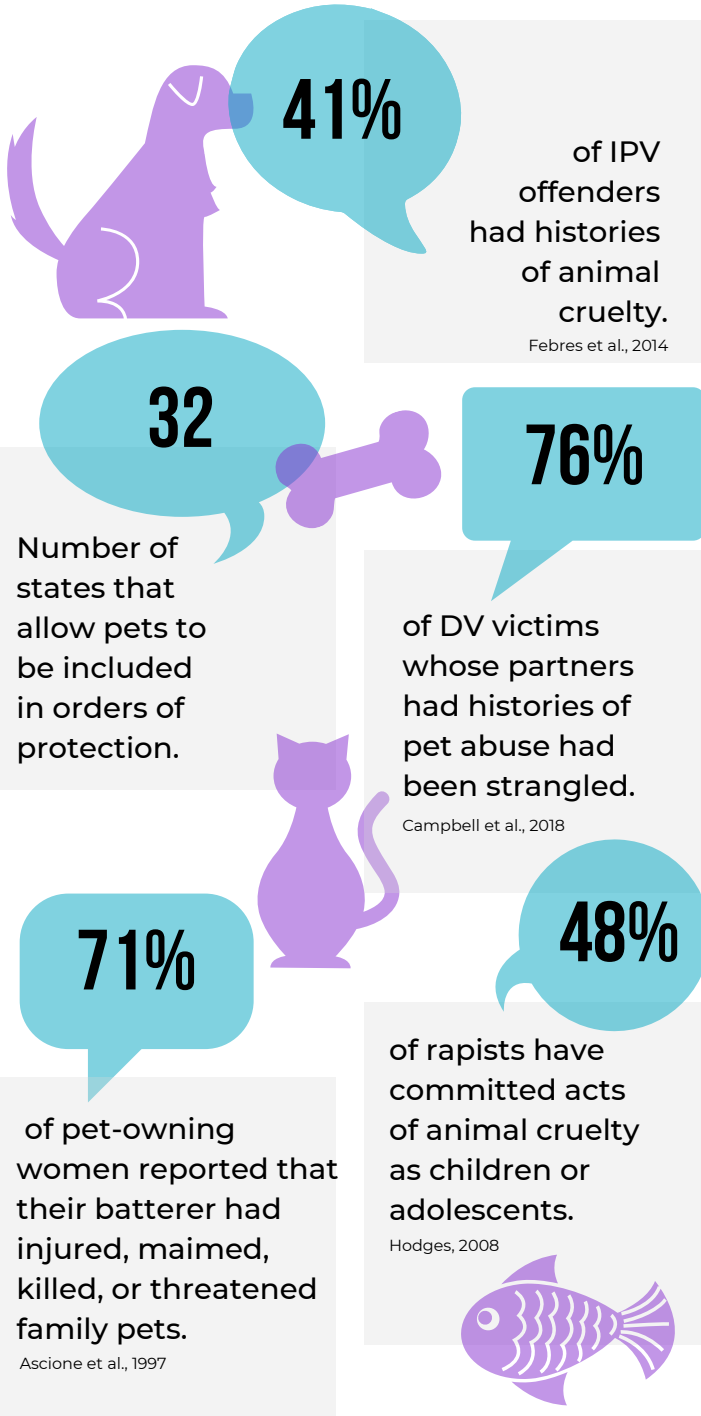 41%
of IPV
offenders
had histories
of animal
cruelty.
Febres et al., 2014
32
Number of
states that
allow pets to
be included
in orders of
protection.
76%
of DV victims
whose partners
had histories of
pet abuse had
been strangled.
Campbell et al., 2018
71%
of pet-owning
women reported that
their batterer had
injured, maimed,
killed, or threatened
family pets.
Ascione et al., 1997
48%
of rapists have
committed acts
of animal cruelty
as children or
adolescents.
Hodges, 2008